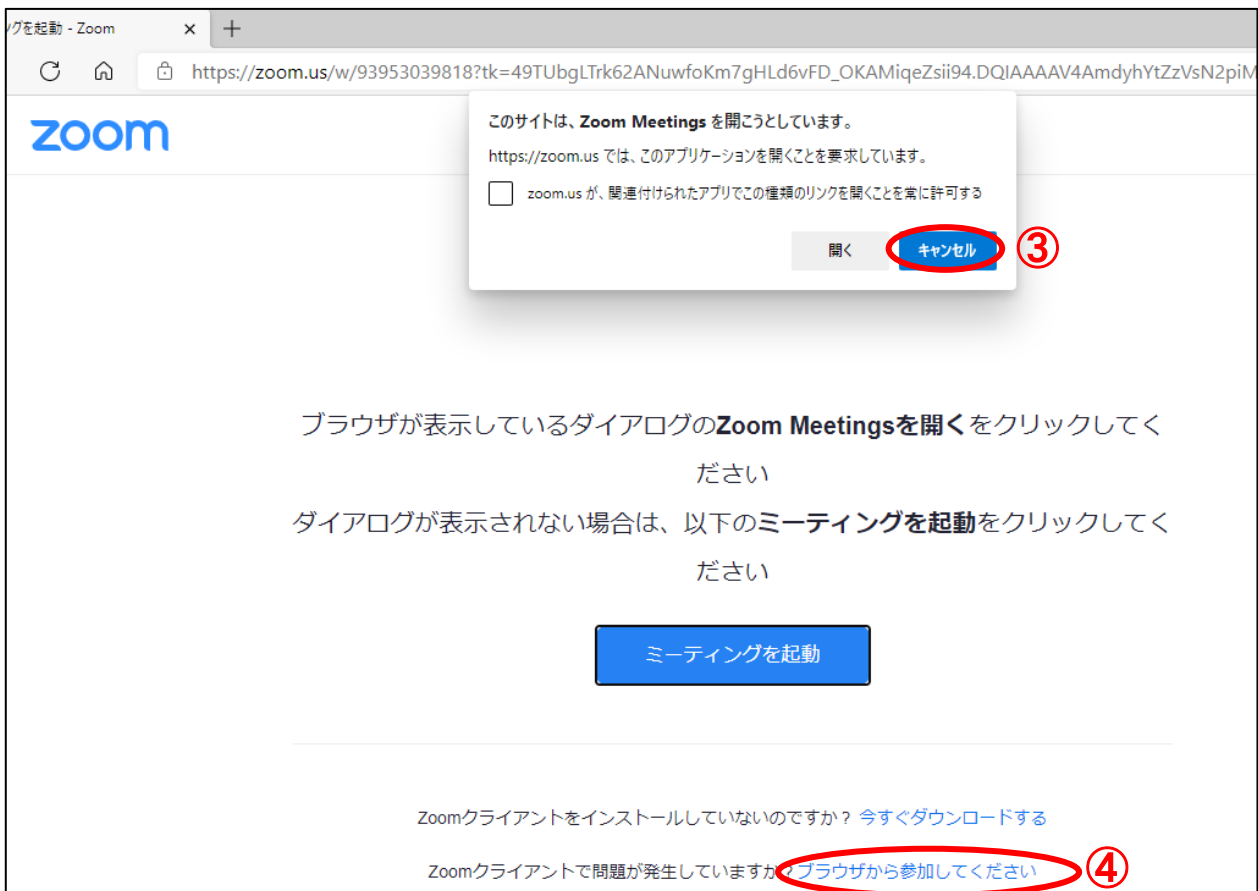 ングを起動 - Zoom
https://zoom.us/w/93953039818?tk=49TUbgLTrk62ANuwfoKm7gHLd6vFD_OKAMiqeZsii94.DQIAAAAV4AmdyhYtZzVsN2piM
zoom
このサイトは、Zoom Meetings を開こうとしています。
https://zoom.us では、このアプリケーションを開くことを要求しています。
zoom.us が、関連付けられたアプリでこの種類のリンクを開くことを常に許可する
開く キャンセル ③
ブラウザが表示しているダイアログのZoom Meetingsを開くをクリックしてく
ださい
ダイアログが表示されない場合は、以下のミーティングを起動をクリックしてく
ださい
ミーティングを起動
Zoomクライアントをインストールしていないのですか？ 今すぐダウンロードする
Zoomクライアントで問題が発生していますか？ブラウザから参加してください ④